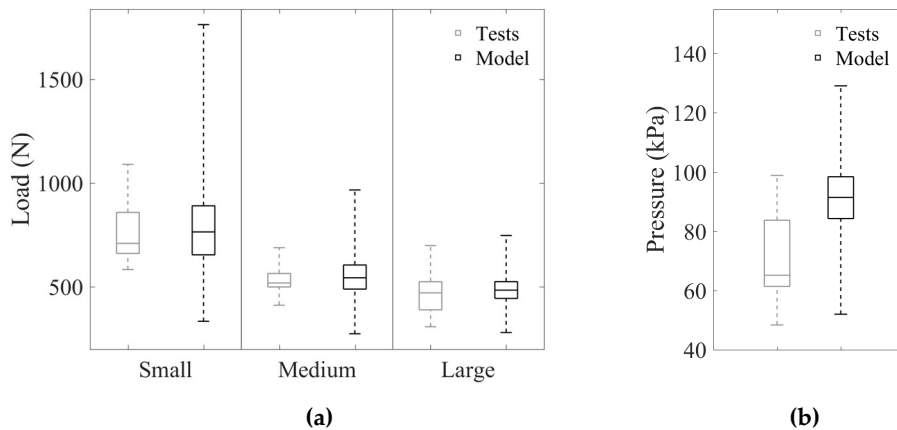 Load (N)
1500
1000
500
Tests
Model
Small
Medium
Large
(a)
Pressure (kPa)
140
120
100
80
60
40
Tests
Model
(b)